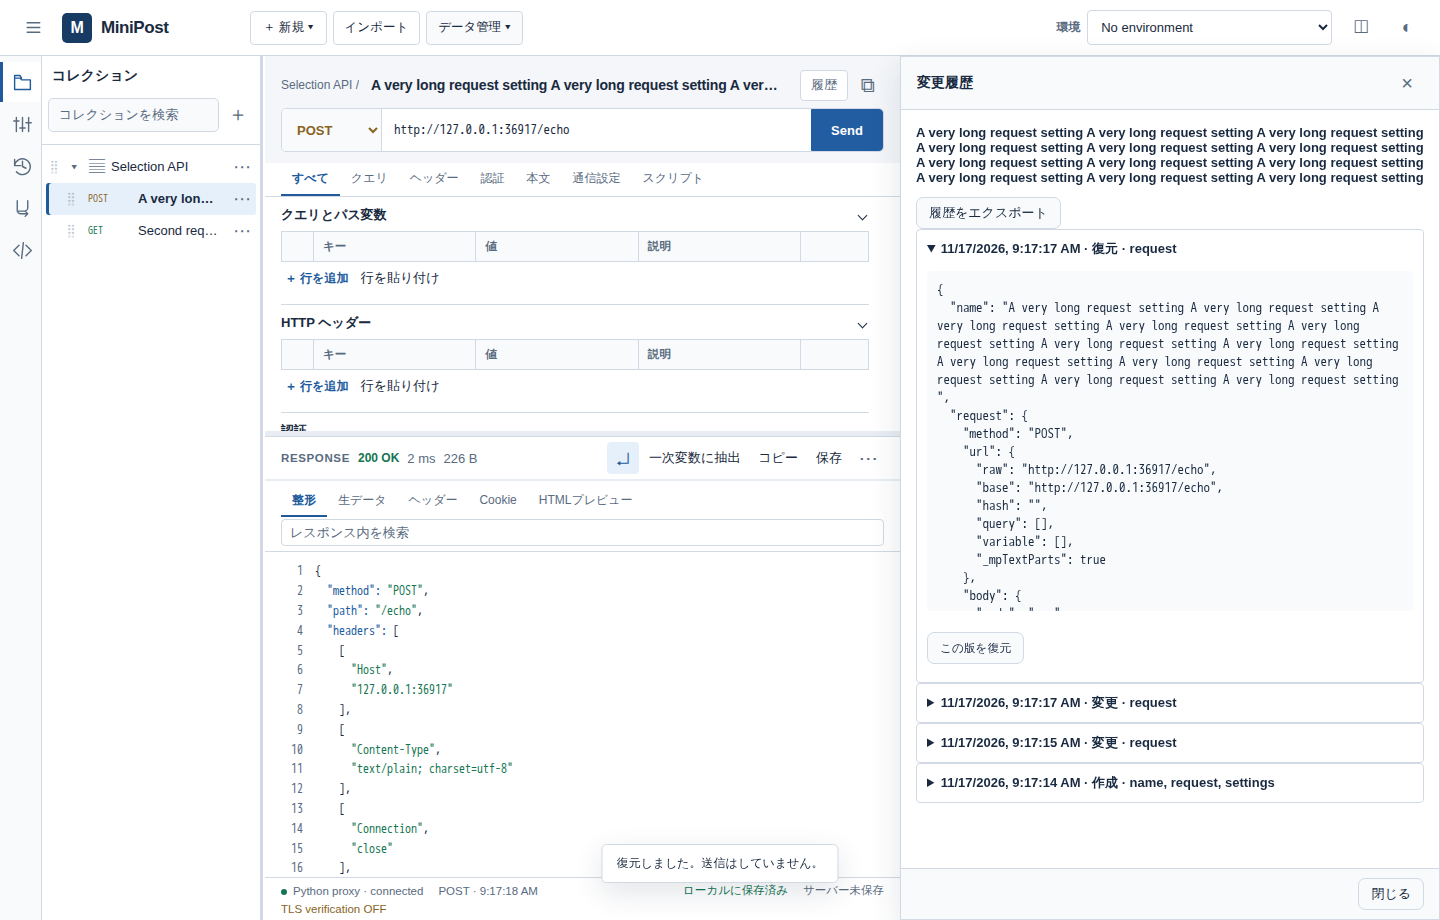 M MiniPost
＋ 新規 ▾
インポート
データ管理 ▾
環境
No environment
コレクション
コレクションを検索
Selection API
POST A very lon…
GET Second req…
Selection API / A very long request setting A very long request setting A ver…
履歴
POST http://127.0.0.1:36917/echo Send
すべて クエリ ヘッダー 認証 本文 通信設定 スクリプト
クエリとパス変数
キー 値 説明
+ 行を追加 行を貼り付け
HTTP ヘッダー
キー 値 説明
+ 行を追加 行を貼り付け
認証
RESPONSE 200 OK 2 ms 226 B
一次変数に抽出 コピー 保存 ···
整形 生データ ヘッダー Cookie HTMLプレビュー
レスポンス内を検索
1 {
2 "method": "POST",
3 "path": "/echo",
4 "headers": [
5 [
6 "Host",
7 "127.0.0.1:36917"
8 ],
9 [
10 "Content-Type",
11 "text/plain; charset=utf-8"
12 ],
13 [
14 "Connection",
15 "close"
16 ],
Python proxy · connected POST · 9:17:18 AM
ローカルに保存済み サーバー未保存
TLS verification OFF
復元しました。送信はしていません。
変更履歴
A very long request setting A very long request setting A very long request setting
A very long request setting A very long request setting A very long request setting
A very long request setting A very long request setting A very long request setting
A very long request setting A very long request setting A very long request setting
履歴をエクスポート
▼ 11/17/2026, 9:17:17 AM · 復元 · request
{
"name": "A very long request setting A very long request setting A
very long request setting A very long request setting A very long
request setting A very long request setting A very long request setting
A very long request setting A very long request setting A very long
request setting A very long request setting A very long request setting
",
"request": {
"method": "POST",
"url": {
"raw": "http://127.0.0.1:36917/echo",
"base": "http://127.0.0.1:36917/echo",
"hash": "",
"query": [],
"variable": [],
"_mpTextParts": true
},
"body": {
この版を復元
▶ 11/17/2026, 9:17:17 AM · 変更 · request
▶ 11/17/2026, 9:17:15 AM · 変更 · request
▶ 11/17/2026, 9:17:14 AM · 作成 · name, request, settings
閉じる